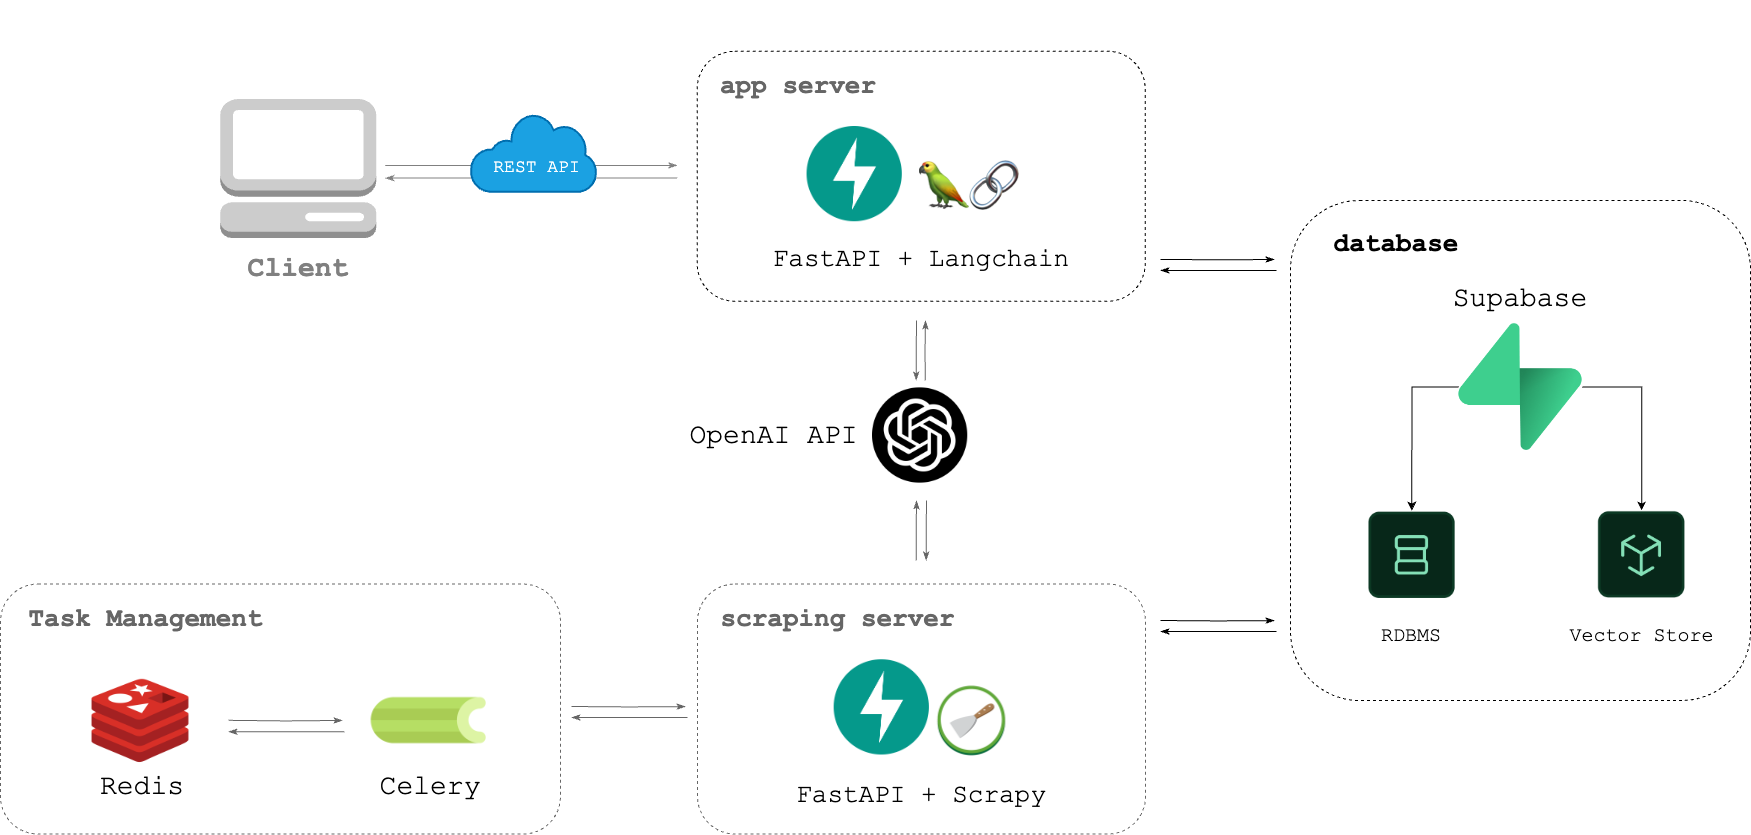 app server
REST API
FastAPI + Langchain
Client
database
Supabase
OpenAI API
RDBMS
Vector Store
Task Management
scraping server
Redis
Celery
FastAPI + Scrapy